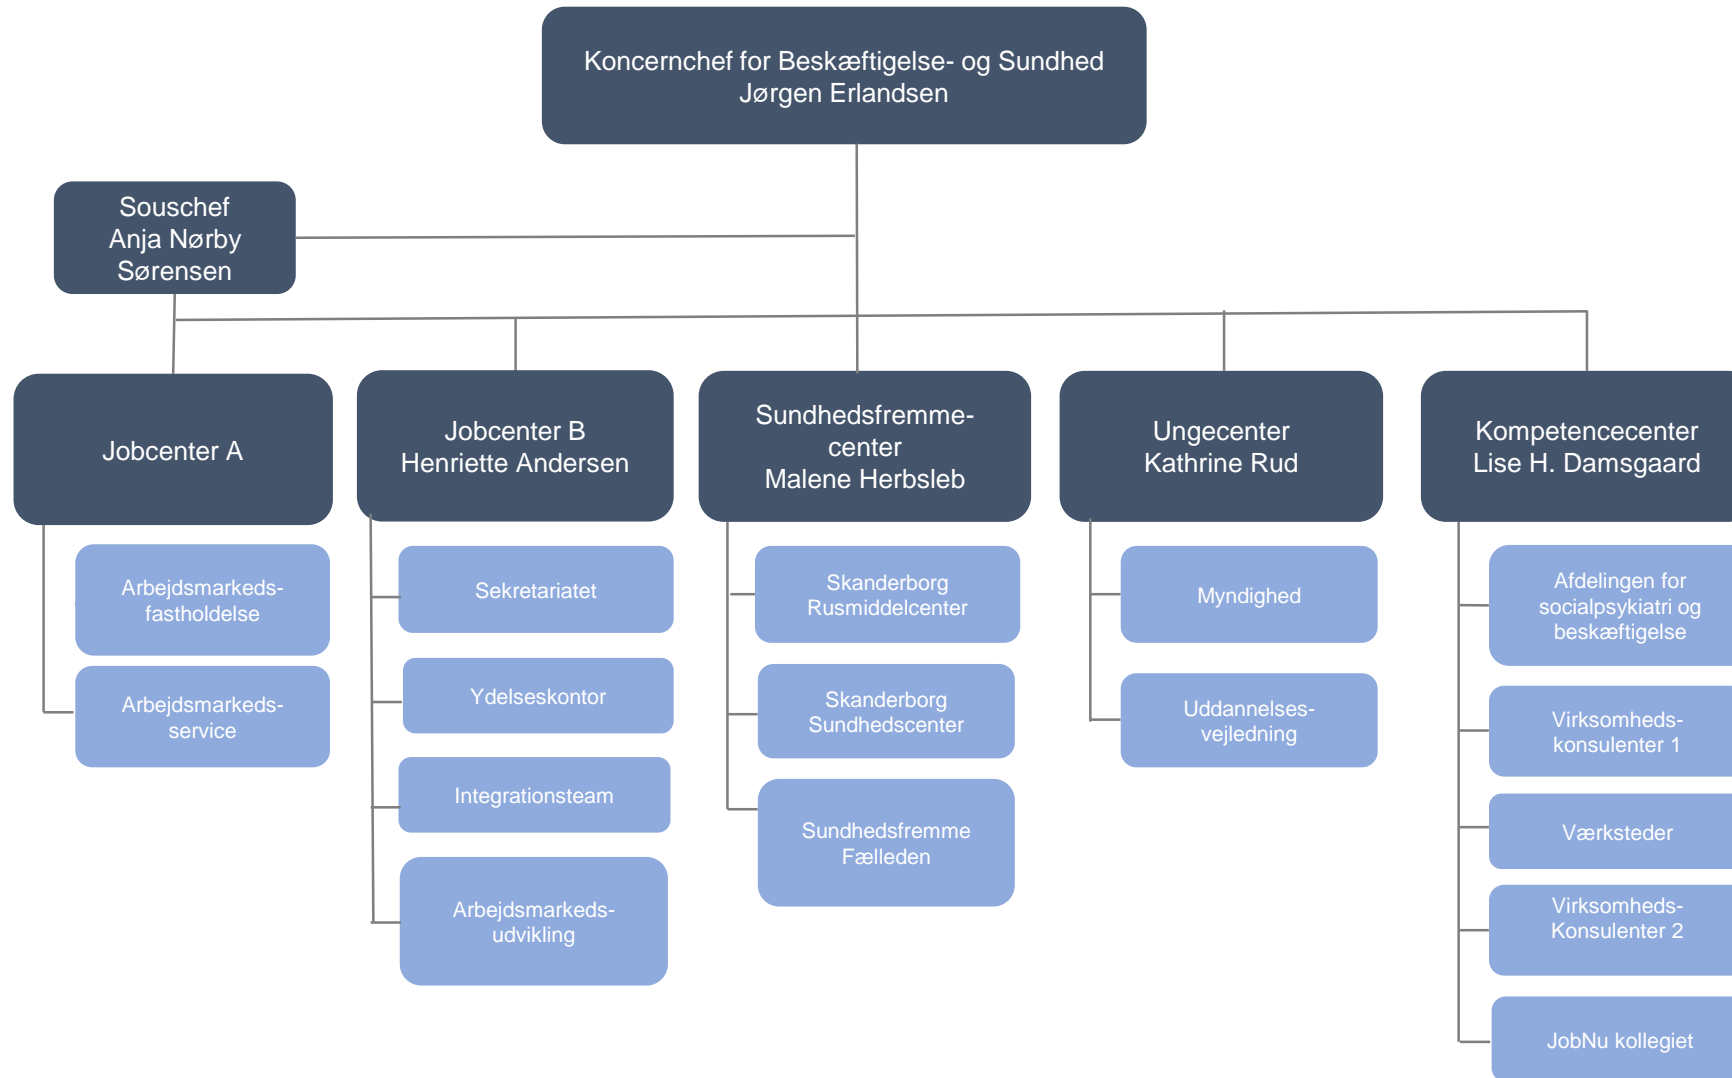 Koncernchef for Beskæftigelse- og Sundhed
Jørgen Erlandsen
Souschef
Anja Nørby
Sørensen
Jobcenter A
Jobcenter B
Henriette Andersen
Sundhedsfremme-
center
Malene Herbsleb
Ungecenter
Kathrine Rud
Kompetencecenter
Lise H. Damsgaard
Arbejdsmarkeds-
fastholdelse
Arbejdsmarkeds-
service
Sekretariatet
Ydelseskontor
Integrationsteam
Arbejdsmarkeds-
udvikling
Skanderborg
Rusmiddelcenter
Skanderborg
Sundhedscenter
Sundhedsfremme
Fælleden
Myndighed
Uddannelses-
vejledning
Afdelingen for
socialpsykiatri og
beskæftigelse
Virksomheds-
konsulenter 1
Værksteder
Virksomheds-
Konsulenter 2
JobNu kollegiet